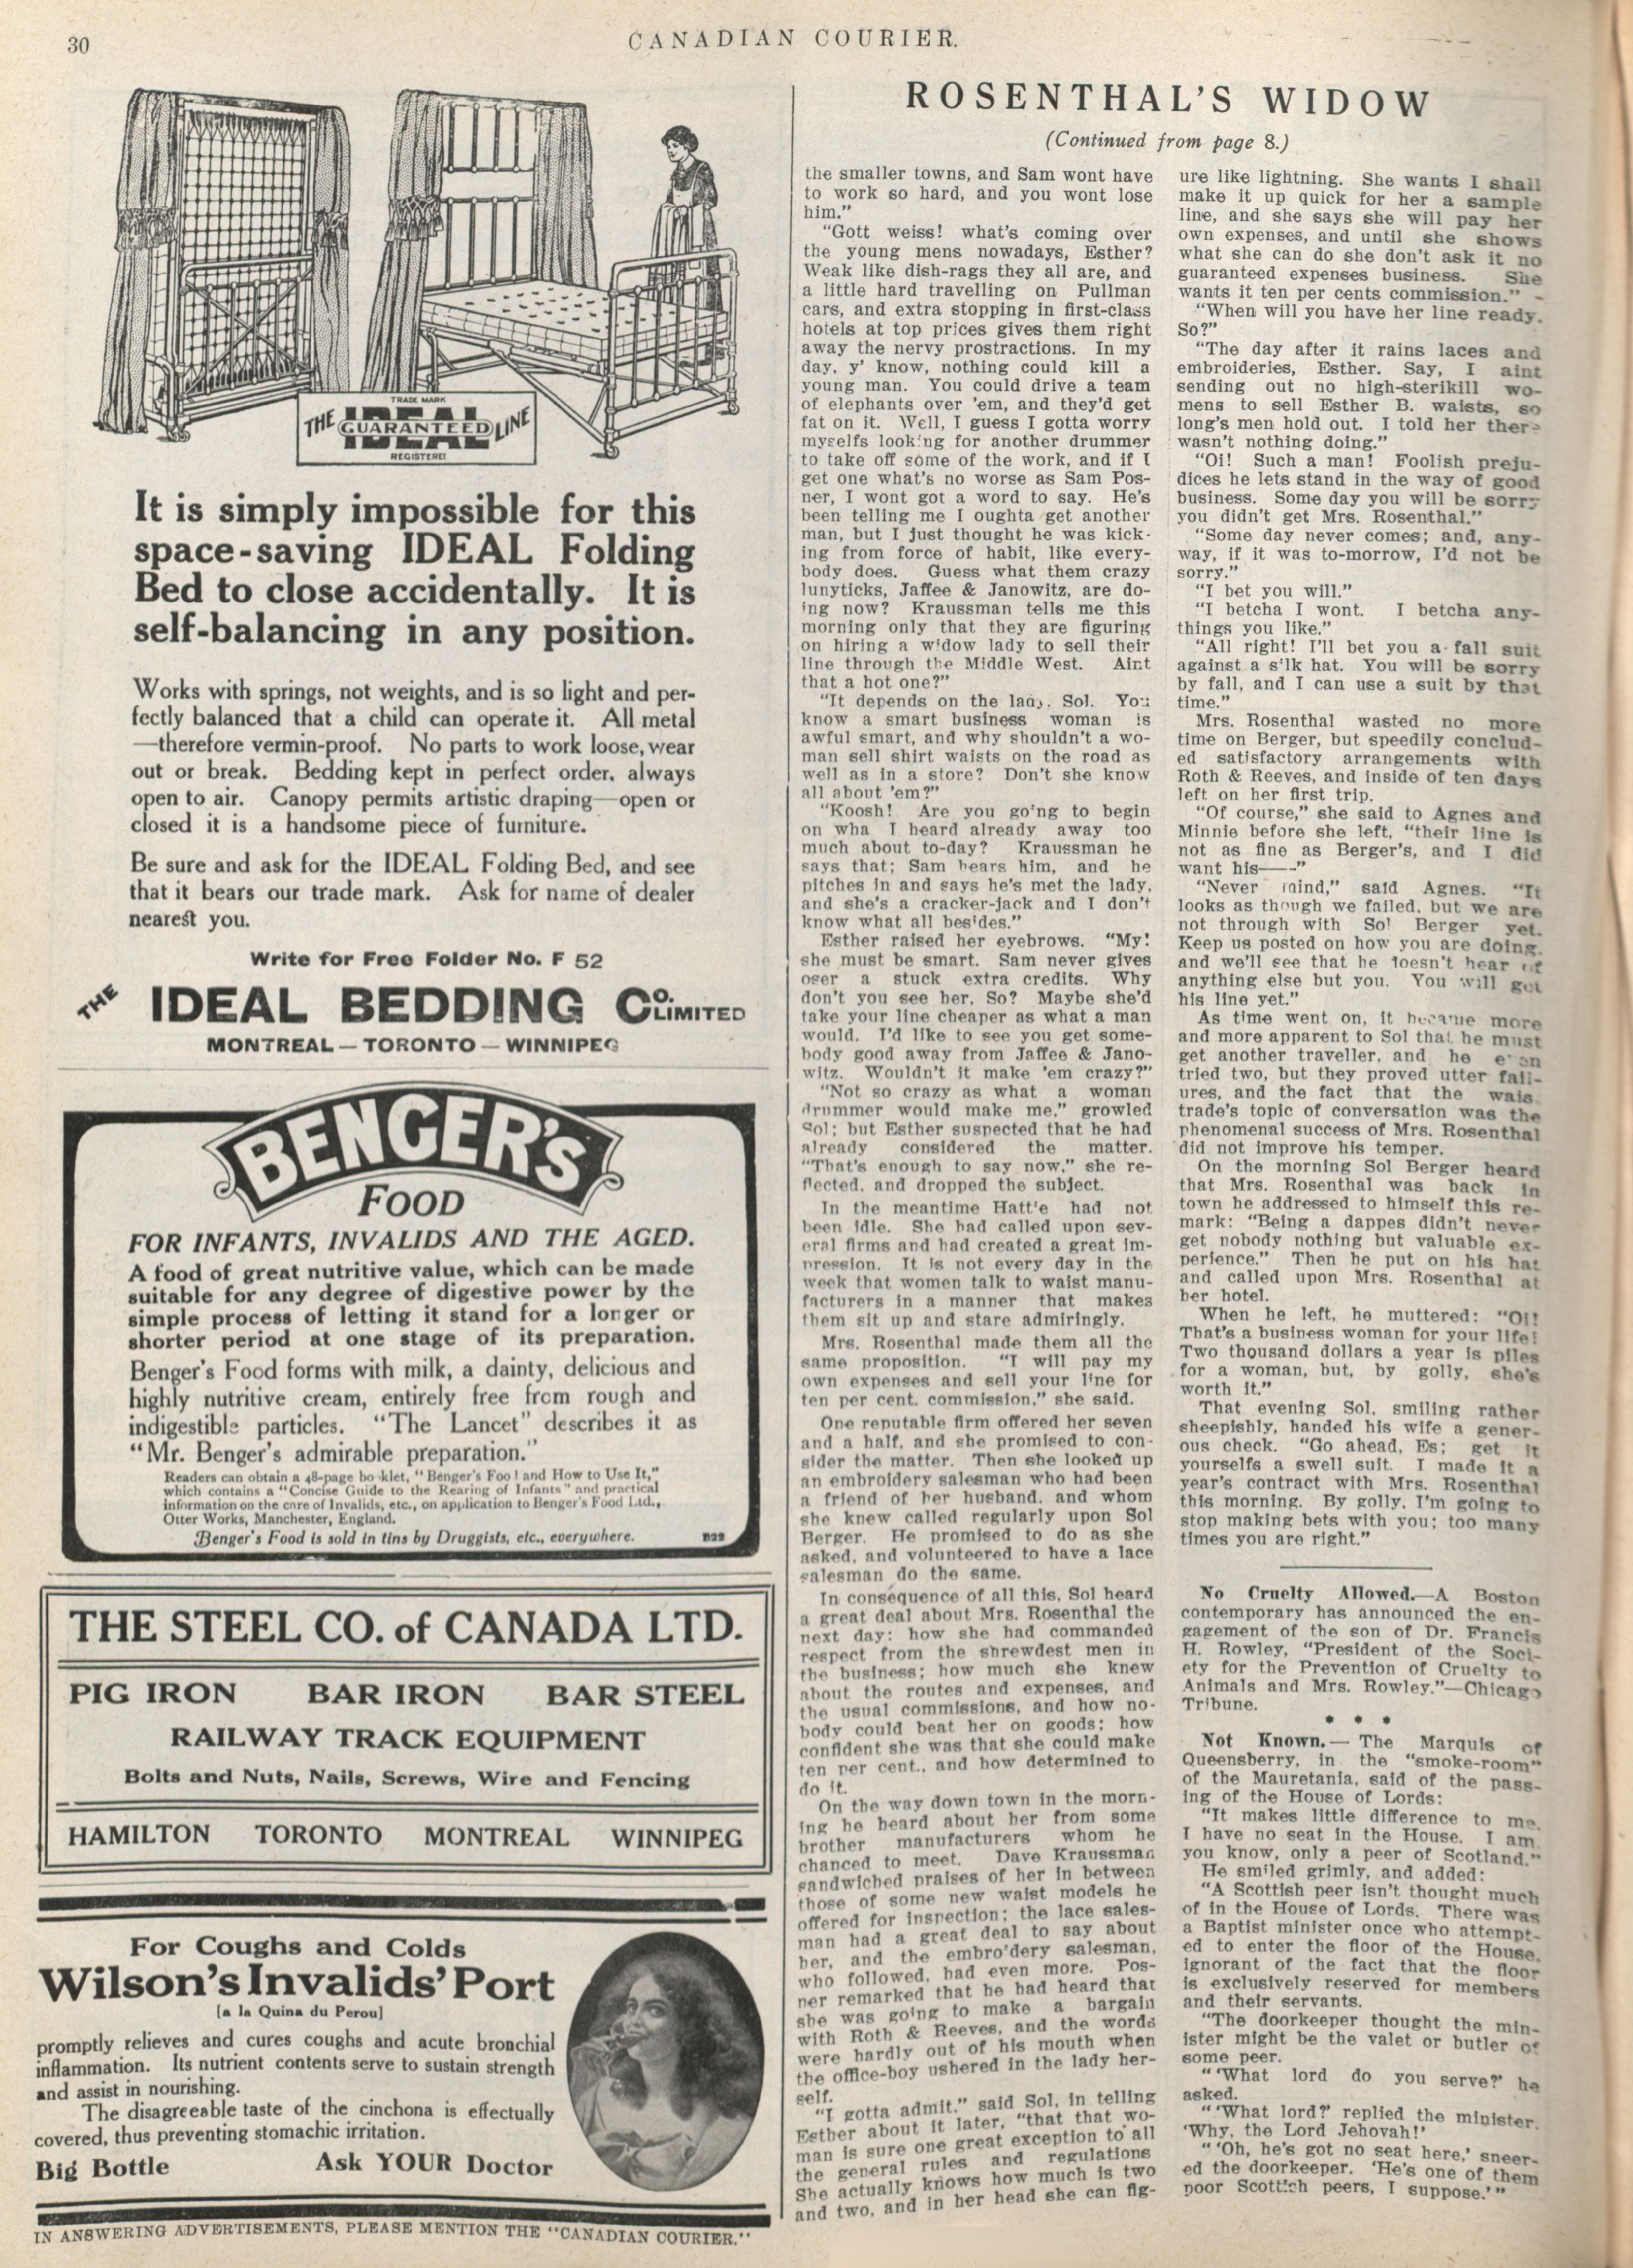 30
CANADIAN COURIER.
TRADE MARK
THE IDEAL LINE
GUARANTEED
REGISTERED
It is simply impossible for this
space-saving IDEAL Folding
Bed to close accidentally. It is
self-balancing in any position.
Works with springs, not weights, and is so light and per-
fectly balanced that a child can operate it. All metal
—therefore vermin-proof. No parts to work loose, wear
out or break. Bedding kept in perfect order, always
open to air. Canopy permits artistic draping—open or
closed it is a handsome piece of furniture.
Be sure and ask for the IDEAL Folding Bed, and see
that it bears our trade mark. Ask for name of dealer
nearest you.
Write for Free Folder No. F 52
THE IDEAL BEDDING CO. LIMITED
MONTREAL — TORONTO — WINNIPEG
BENGER'S
FOOD
FOR INFANTS, INVALIDS AND THE AGED.
A food of great nutritive value, which can be made
suitable for any degree of digestive power by the
simple process of letting it stand for a longer or
shorter period at one stage of its preparation.
Benger's Food forms with milk, a dainty, delicious and
highly nutritive cream, entirely free from rough and
indigestible particles. "The Lancet" describes it as
"Mr. Benger's admirable preparation."
Readers can obtain a 48-page booklet, "Benger's Food and How to Use It,"
which contains a "Concise Guide to the Rearing of Infants" and practical
information on the care of Invalids, etc., on application to Benger's Food Ltd.,
Otter Works, Manchester, England.
Benger's Food is sold in tins by Druggists, etc., everywhere. B22
THE STEEL CO. of CANADA LTD.
PIG IRON BAR IRON BAR STEEL
RAILWAY TRACK EQUIPMENT
Bolts and Nuts, Nails, Screws, Wire and Fencing
HAMILTON TORONTO MONTREAL WINNIPEG
For Coughs and Colds
Wilson's Invalids' Port
[a la Quina du Perou]
promptly relieves and cures coughs and acute bronchial
inflammation. Its nutrient contents serve to sustain strength
and assist in nourishing.
The disagreeable taste of the cinchona is effectually
covered, thus preventing stomachic irritation.
Big Bottle Ask YOUR Doctor
IN ANSWERING ADVERTISEMENTS, PLEASE MENTION THE "CANADIAN COURIER."
ROSENTHAL'S WIDOW
(Continued from page 8.)
the smaller towns, and Sam wont have
to work so hard, and you wont lose
him."
"Gott weiss! what's coming over
the young mens nowadays, Esther?
Weak like dish-rags they all are, and
a little hard travelling on Pullman
cars, and extra stopping in first-class
hotels at top prices gives them right
away the nervy prostractions. In my
day, y' know, nothing could kill a
young man. You could drive a team
of elephants over 'em, and they'd get
fat on it. Well, I guess I gotta worry
myselfs looking for another drummer
to take off some of the work, and if I
get one what's no worse as Sam Pos-
ner, I wont got a word to say. He's
been telling me I oughta get another
man, but I just thought he was kick-
ing from force of habit, like every-
body does. Guess what them crazy
lunyticks, Jaffee & Janowitz, are do-
ing now? Kraussman tells me this
morning only that they are figuring
on hiring a widow lady to sell their
line through the Middle West. Aint
that a hot one?"
"It depends on the lady, Sol. You
know a smart business woman is
awful smart, and why shouldn't a wo-
man sell shirt waists on the road as
well as in a store? Don't she know
all about 'em?"
"Koosh! Are you going to begin
on wha I heard already away too
much about to-day? Kraussman he
says that; Sam hears him, and he
pitches in and says he's met the lady,
and she's a cracker-jack and I don't
know what all besides."
Esther raised her eyebrows. "My!
she must be smart. Sam never gives
oser a stuck extra credits. Why
don't you see her, So? Maybe she'd
take your line cheaper as what a man
would. I'd like to see you get some-
body good away from Jaffee & Jano-
witz. Wouldn't it make 'em crazy?"
"Not so crazy as what a woman
drummer would make me," growled
Sol; but Esther suspected that he had
already considered the matter.
"That's enough to say now," she re-
flected, and dropped the subject.
In the meantime Hattie had not
been idle. She had called upon sev-
eral firms and had created a great im-
pression. It is not every day in the
week that women talk to waist manu-
facturers in a manner that makes
them sit up and stare admiringly.
Mrs. Rosenthal made them all the
same proposition. "I will pay my
own expenses and sell your line for
ten per cent. commission," she said.
One reputable firm offered her seven
and a half, and she promised to con-
sider the matter. Then she looked up
an embroidery salesman who had been
a friend of her husband, and whom
she knew called regularly upon Sol
Berger. He promised to do as she
asked, and volunteered to have a lace
salesman do the same.
In consequence of all this, Sol heard
a great deal about Mrs. Rosenthal the
next day: how she had commanded
respect from the shrewdest men in
the business; how much she knew
about the routes and expenses, and
the usual commissions, and how no-
body could beat her on goods; how
confident she was that she could make
ten per cent., and how determined to
do it.
On the way down town in the morn-
ing he heard about her from some
brother manufacturers whom he
chanced to meet. Dave Kraussman
sandwiched praises of her in between
those of some new waist models he
offered for inspection; the lace sales-
man had a great deal to say about
her, and the embroidery salesman,
who followed, had even more. Pos-
ner remarked that he had heard that
she was going to make a bargain
with Roth & Reeves, and the words
were hardly out of his mouth when
the office-boy ushered in the lady her-
self.
"I gotta admit," said Sol, in telling
Esther about it later, "that that wo-
man is sure one great exception to all
the general rules and regulations
She actually knows how much is two
and two, and in her head she can fig-
ure like lightning. She wants I shall
make it up quick for her a sample
line, and she says she will pay her
own expenses, and until she shows
what she can do she don't ask it no
guaranteed expenses business. She
wants it ten per cents commission."
"When will you have her line ready.
So?"
"The day after it rains laces and
embroideries, Esther. Say, I aint
sending out no high-sterikill wo-
mens to sell Esther B. waists, so
long's men hold out. I told her there
wasn't nothing doing."
"Oi! Such a man! Foolish preju-
dices he lets stand in the way of good
business. Some day you will be sorry
you didn't get Mrs. Rosenthal."
"Some day never comes; and, any-
way, if it was to-morrow, I'd not be
sorry."
"I bet you will."
"I betcha I wont. I betcha any-
things you like."
"All right! I'll bet you a fall suit
against a silk hat. You will be sorry
by fall, and I can use a suit by that
time."
Mrs. Rosenthal wasted no more
time on Berger, but speedily conclud-
ed satisfactory arrangements with
Roth & Reeves, and inside of ten days
left on her first trip.
"Of course," she said to Agnes and
Minnie before she left, "their line is
not as fine as Berger's, and I did
want his——"
"Never mind," said Agnes. "It
looks as though we failed, but we are
not through with Sol Berger yet.
Keep us posted on how you are doing,
and we'll see that he doesn't hear of
anything else but you. You will get
his line yet."
As time went on, it became more
and more apparent to Sol that he must
get another traveller, and he even
tried two, but they proved utter fail-
ures, and the fact that the wais
trade's topic of conversation was the
phenomenal success of Mrs. Rosenthal
did not improve his temper.
On the morning Sol Berger heard
that Mrs. Rosenthal was back in
town he addressed to himself this re-
mark: "Being a dappes didn't never
get nobody nothing but valuable ex-
perience." Then he put on his hat
and called upon Mrs. Rosenthal at
her hotel.
When he left, he muttered: "Oi!
That's a business woman for your life!
Two thousand dollars a year is piles
for a woman, but, by golly, she's
worth it."
That evening Sol, smiling rather
sheepishly, handed his wife a gener-
ous check. "Go ahead, Es; get it
yourselfs a swell suit. I made it a
year's contract with Mrs. Rosenthal
this morning. By golly, I'm going to
stop making bets with you; too many
times you are right."
No Cruelty Allowed.—A Boston
contemporary has announced the en-
gagement of the son of Dr. Francis
H. Rowley, "President of the Soci-
ety for the Prevention of Cruelty to
Animals and Mrs. Rowley."—Chicago
Tribune.
* * *
Not Known.—The Marquis of
Queensberry, in the "smoke-room"
of the Mauretania, said of the pass-
ing of the House of Lords:
"It makes little difference to me.
I have no seat in the House. I am
you know, only a peer of Scotland."
He smiled grimly, and added:
"A Scottish peer isn't thought much
of in the House of Lords. There was
a Baptist minister once who attempt-
ed to enter the floor of the House,
ignorant of the fact that the floor
is exclusively reserved for members
and their servants.
"The doorkeeper thought the min-
ister might be the valet or butler of
some peer.
"'What lord do you serve?' he
asked.
"'What lord?' replied the minister.
'Why, the Lord Jehovah!'
"'Oh, he's got no seat here,' sneer-
ed the doorkeeper. 'He's one of them
poor Scottish peers, I suppose.'"